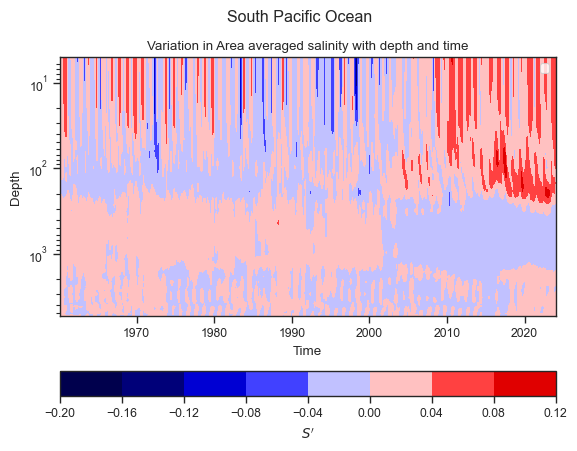 South Pacific Ocean
Variation in Area averaged salinity with depth and time
Depth
10¹
10²
10³
1970 1980 1990 2000 2010 2020
Time
−0.20 −0.16 −0.12 −0.08 −0.04 0.00 0.04 0.08 0.12
S′